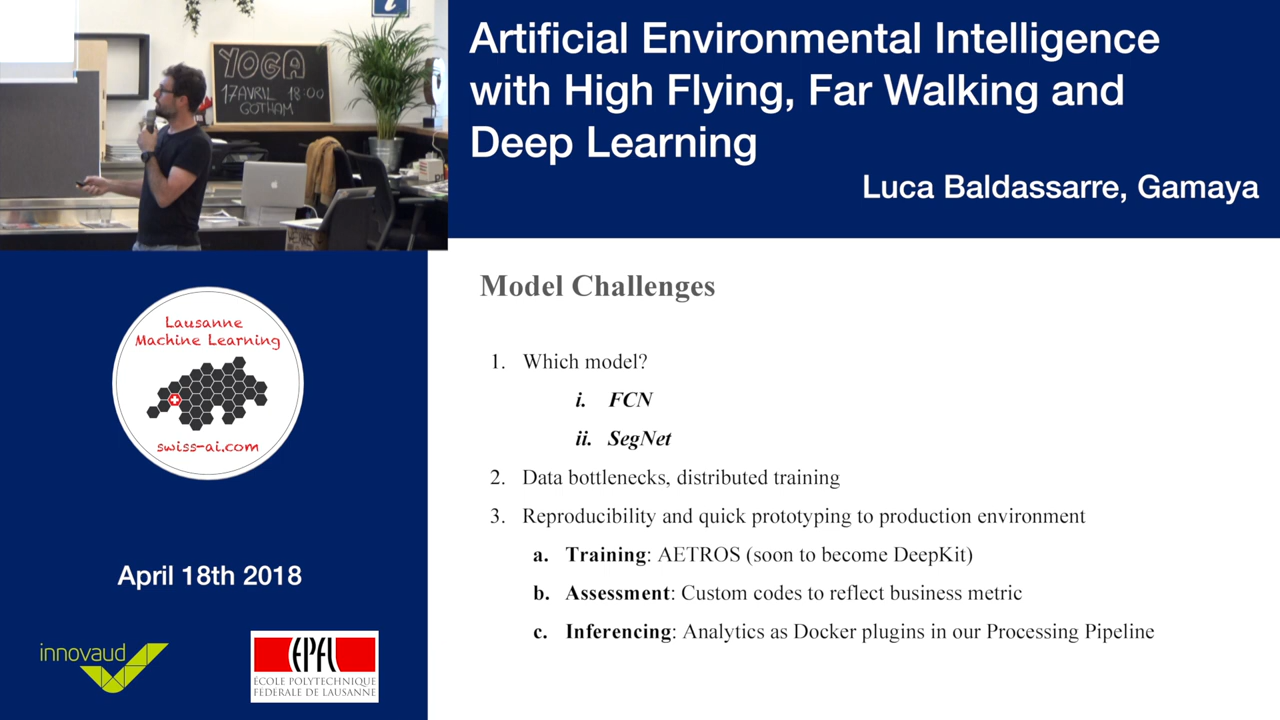 YOGA
17 AVRIL 18:00
GOTHAM
i
Artificial Environmental Intelligence
with High Flying, Far Walking and
Deep Learning
Luca Baldassarre, Gamaya
Lausanne
Machine Learning
swiss-ai.com
April 18th 2018
innovaud
EPFL
ÉCOLE POLYTECHNIQUE
FÉDÉRALE DE LAUSANNE
Model Challenges
1. Which model?
i. FCN
ii. SegNet
2. Data bottlenecks, distributed training
3. Reproducibility and quick prototyping to production environment
a. Training: AETROS (soon to become DeepKit)
b. Assessment: Custom codes to reflect business metric
c. Inferencing: Analytics as Docker plugins in our Processing Pipeline